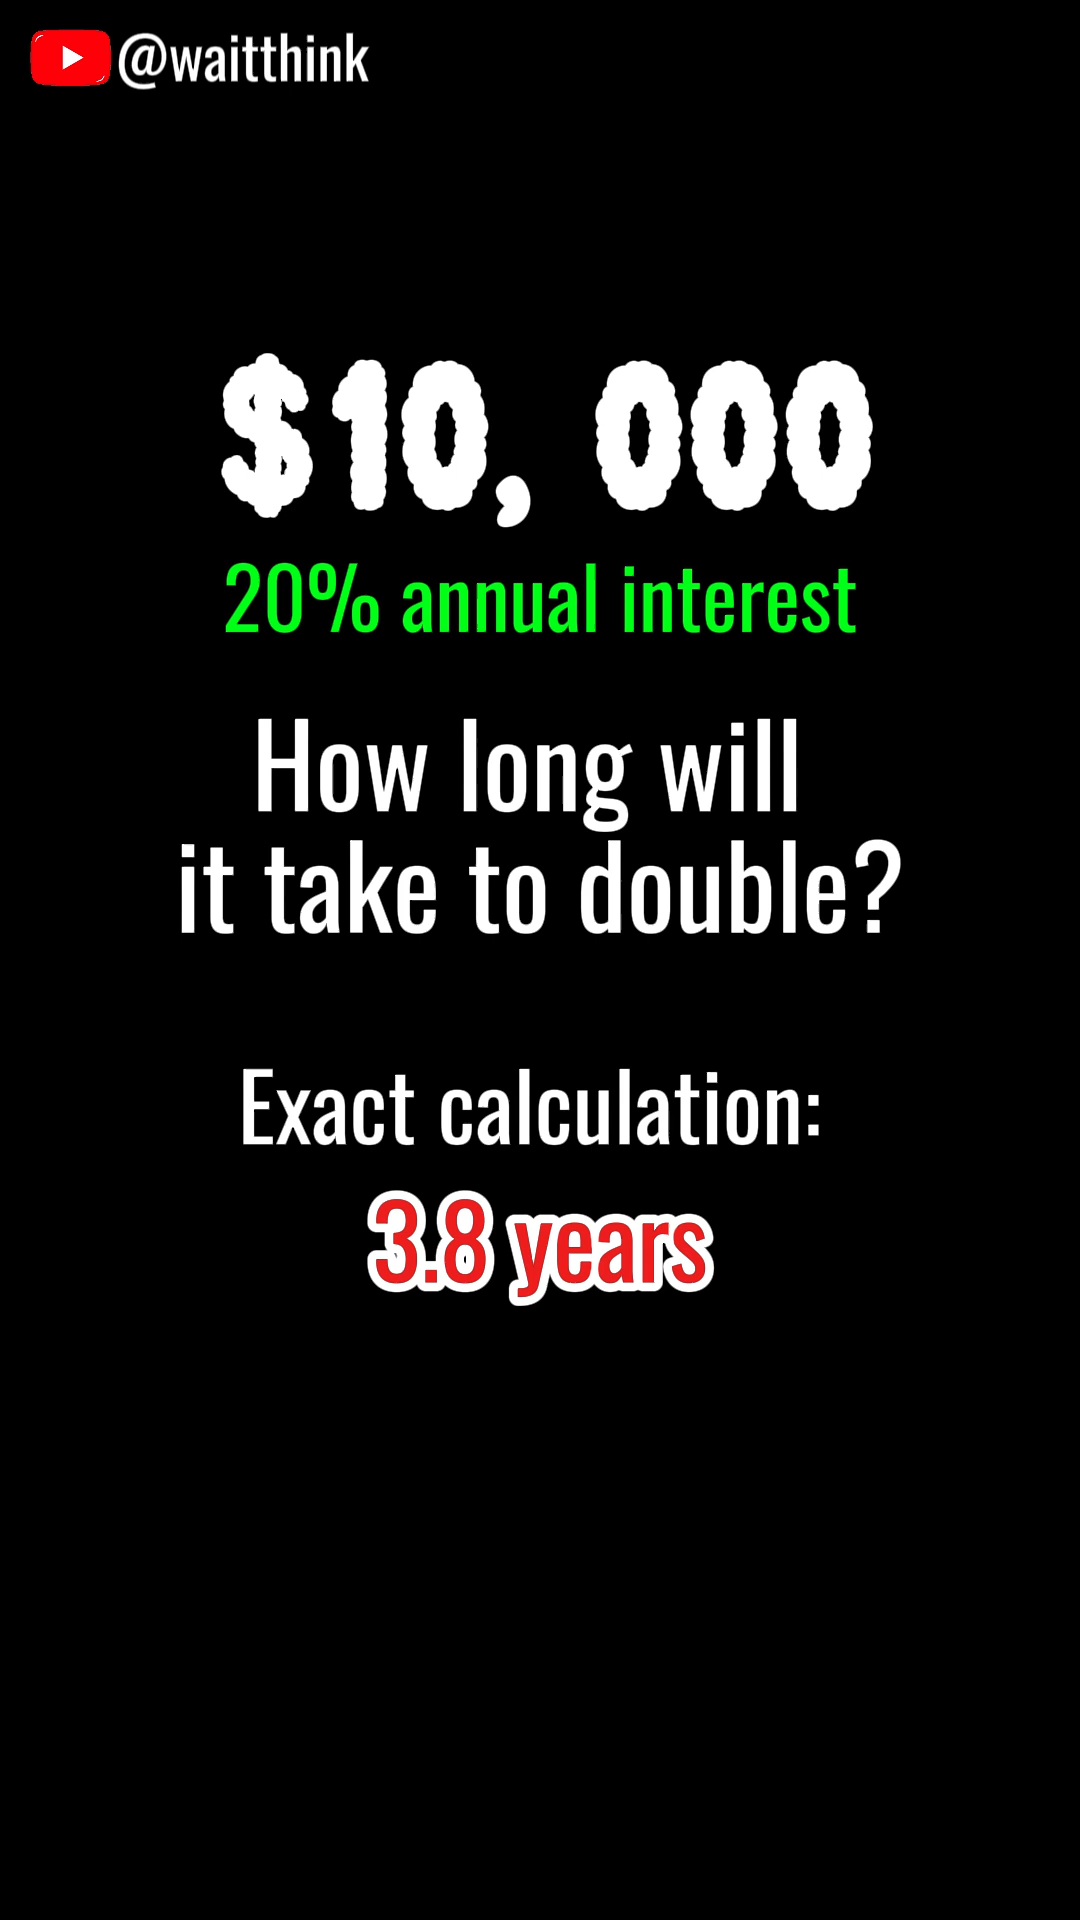 @waitthink
$10, 000
20% annual interest
How long will
it take to double?
Exact calculation:
3.8 years